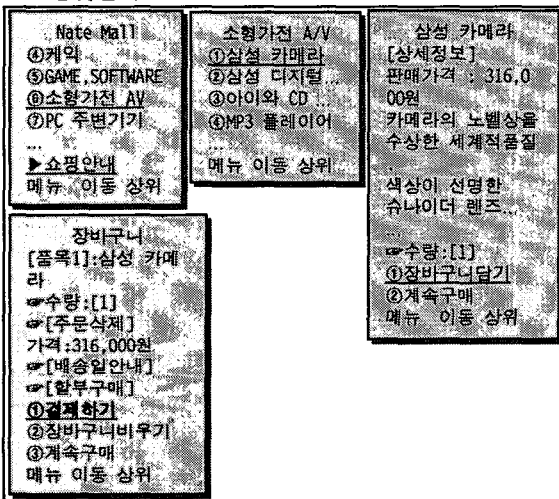 Nate Mall
④케익
⑤GAME,SOFTWARE
⑥소형가전 AV
⑦PC 주변기기
...
▶쇼핑안내
메뉴 이동 상위
소형가전 A/V
①삼성 카메라
②삼성 디지털...
③아이와 CD ...
④MP3 플레이어
...
메뉴 이동 상위
삼성 카메라
[상세정보]
판매가격 : 316,0
00원
카메라의 노벨상을
수상한 세계적품질
.
색상이 선명한
슈나이더 렌즈...
...
☞수량:[1]
①장바구니담기
②계속구매
메뉴 이동 상위
장바구니
[품목1]:삼성 카메
라
☞수량:[1]
☞[주문삭제]
가격:316,000원
☞[배송일안내]
☞[할부구매]
①결제하기
②장바구니비우기
③계속구매
메뉴 이동 상위